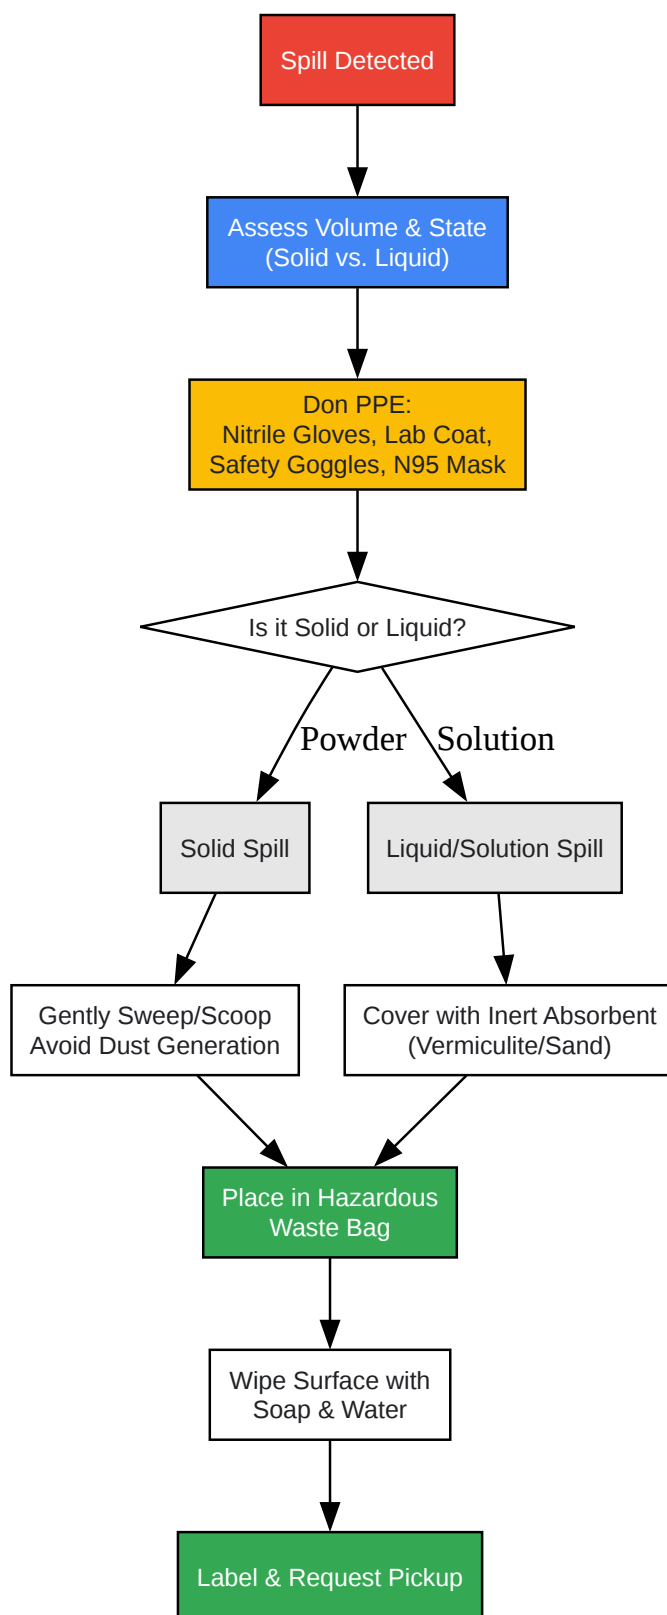 Spill Detected
Assess Volume & State
(Solid vs. Liquid)
Don PPE:
Nitrile Gloves, Lab Coat,
Safety Goggles, N95 Mask
Is it Solid or Liquid?
Powder
Solution
Solid Spill
Liquid/Solution Spill
Gently Sweep/Scoop
Avoid Dust Generation
Cover with Inert Absorbent
(Vermiculite/Sand)
Place in Hazardous
Waste Bag
Wipe Surface with
Soap & Water
Label & Request Pickup